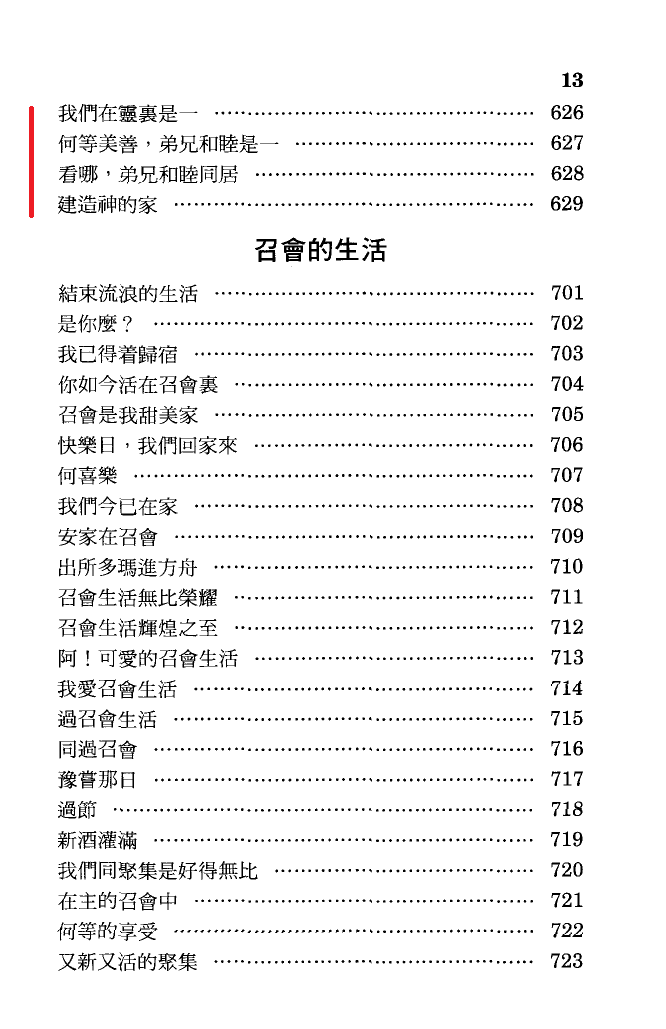 13
我們在靈裏是一 ………………………………………… 626
何等美善，弟兄和睦是一 ……………………………… 627
看哪，弟兄和睦同居 …………………………………… 628
建造神的家 ……………………………………………… 629
召會的生活
結束流浪的生活 ………………………………………… 701
是你麼？ ………………………………………………… 702
我已得着歸宿 …………………………………………… 703
你如今活在召會裏 ……………………………………… 704
召會是我甜美家 ………………………………………… 705
快樂日，我們回家來 …………………………………… 706
何喜樂 …………………………………………………… 707
我們今已在家 …………………………………………… 708
安家在召會 ……………………………………………… 709
出所多瑪進方舟 ………………………………………… 710
召會生活無比榮耀 ……………………………………… 711
召會生活輝煌之至 ……………………………………… 712
阿！可愛的召會生活 …………………………………… 713
我愛召會生活 …………………………………………… 714
過召會生活 ……………………………………………… 715
同過召會 ………………………………………………… 716
豫嘗那日 ………………………………………………… 717
過節 ……………………………………………………… 718
新酒灌滿 ………………………………………………… 719
我們同聚集是好得無比 ………………………………… 720
在主的召會中 …………………………………………… 721
何等的享受 ……………………………………………… 722
又新又活的聚集 ………………………………………… 723